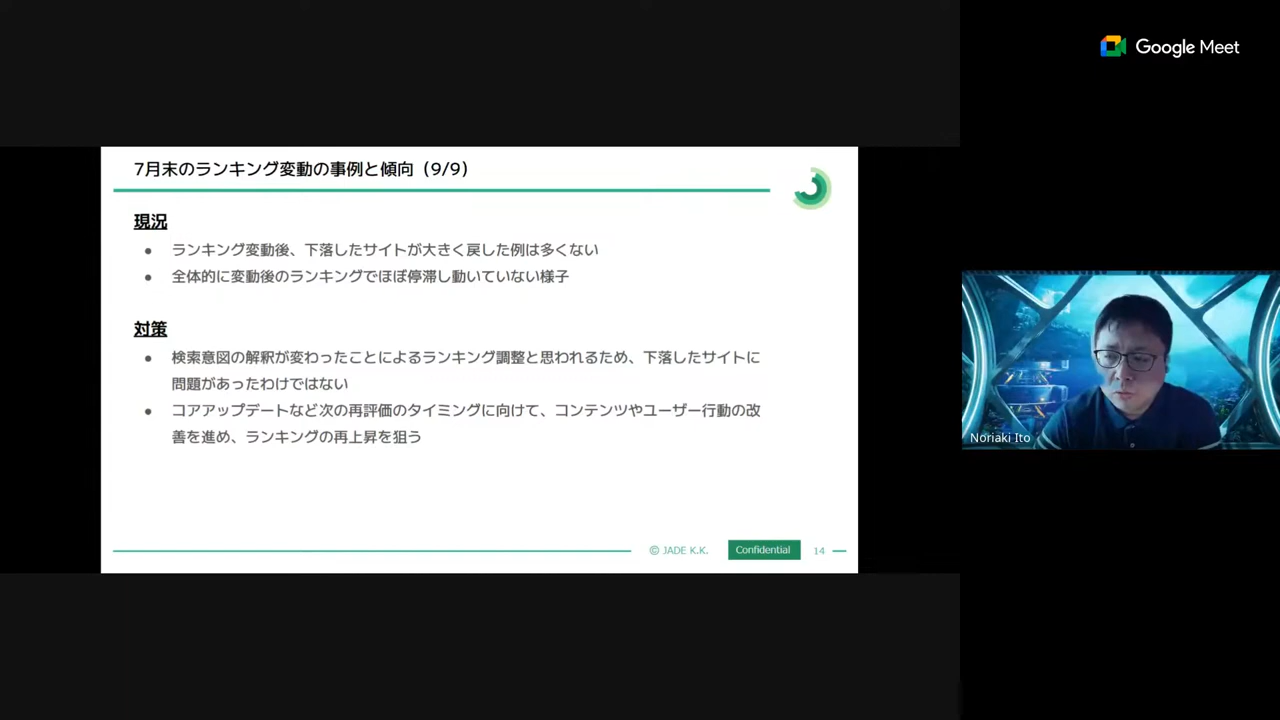 Google Meet
7月末のランキング変動の事例と傾向（9/9）
現況
● ランキング変動後、下落したサイトが大きく戻した例は多くない
● 全体的に変動後のランキングでほぼ停滞し動いていない様子
対策
● 検索意図の解釈が変わったことによるランキング調整と思われるため、下落したサイトに
問題があったわけではない
● コアアップデートなど次の再評価のタイミングに向けて、コンテンツやユーザー行動の改
善を進め、ランキングの再上昇を狙う
Noriaki Ito
© JADE K.K.
Confidential
14